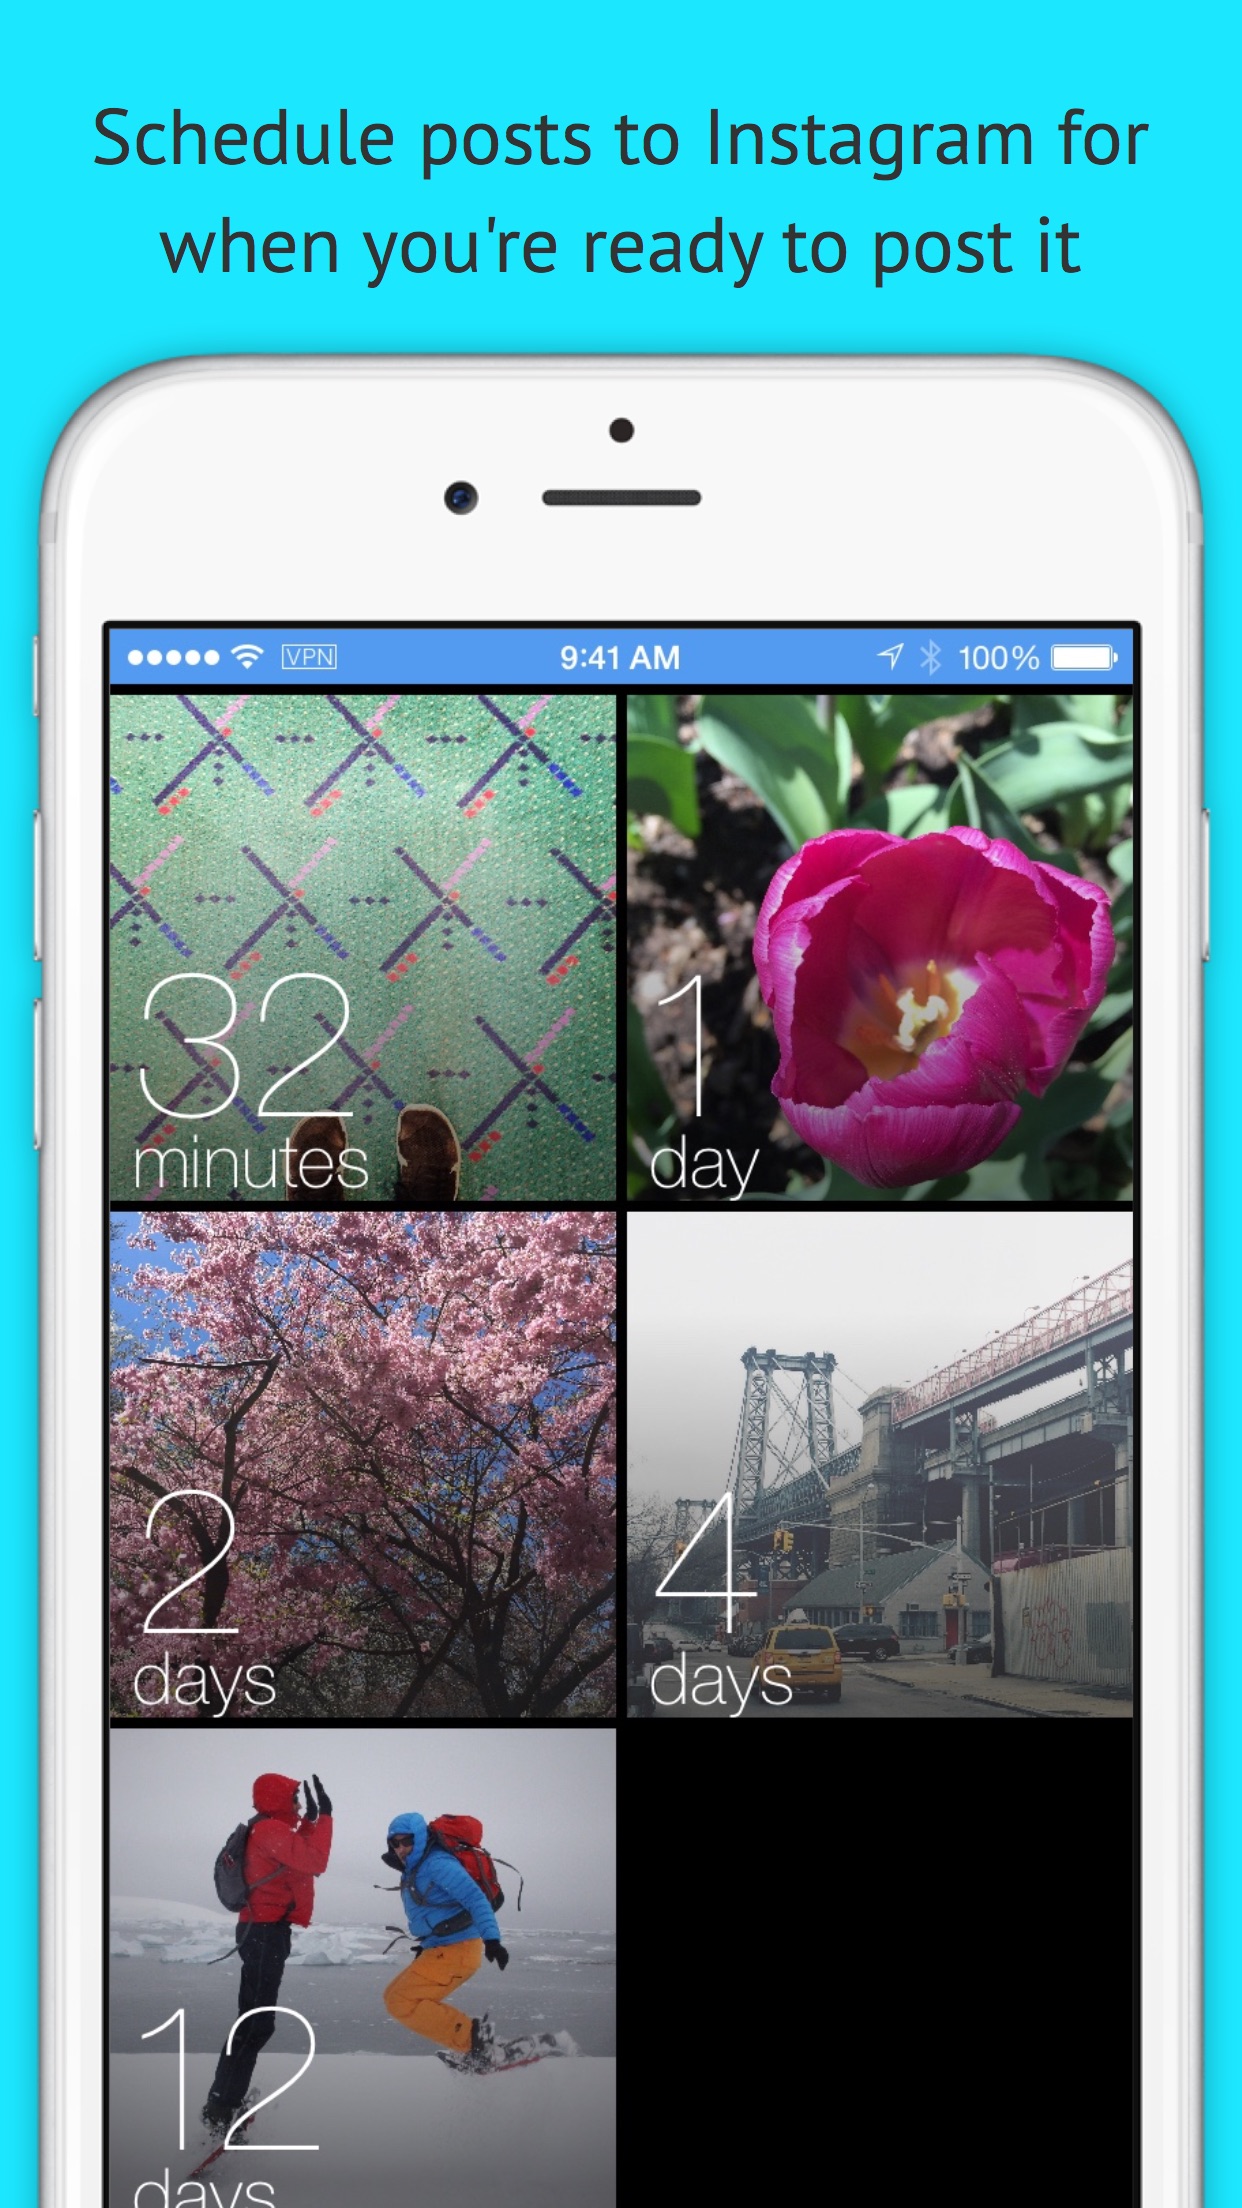 Schedule posts to Instagram for
when you're ready to post it
VPN 9:41 AM 100%
32
minutes
1
day
2
days
4
days
12
days